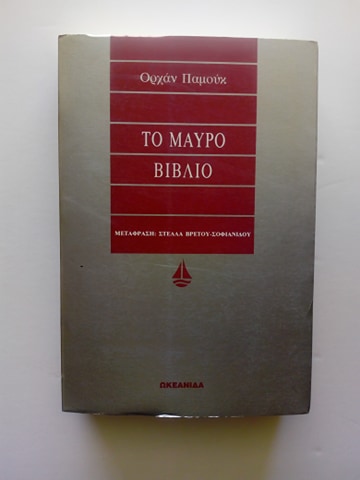 Ορχάν Παμούκ
ΤΟ ΜΑΥΡΟ
ΒΙΒΛΙΟ
ΜΕΤΑΦΡΑΣΗ: ΣΤΕΛΛΑ ΒΡΕΤΟΥ-ΣΟΦΙΑΝΙΔΟΥ
ΩΚΕΑΝΙΔΑ